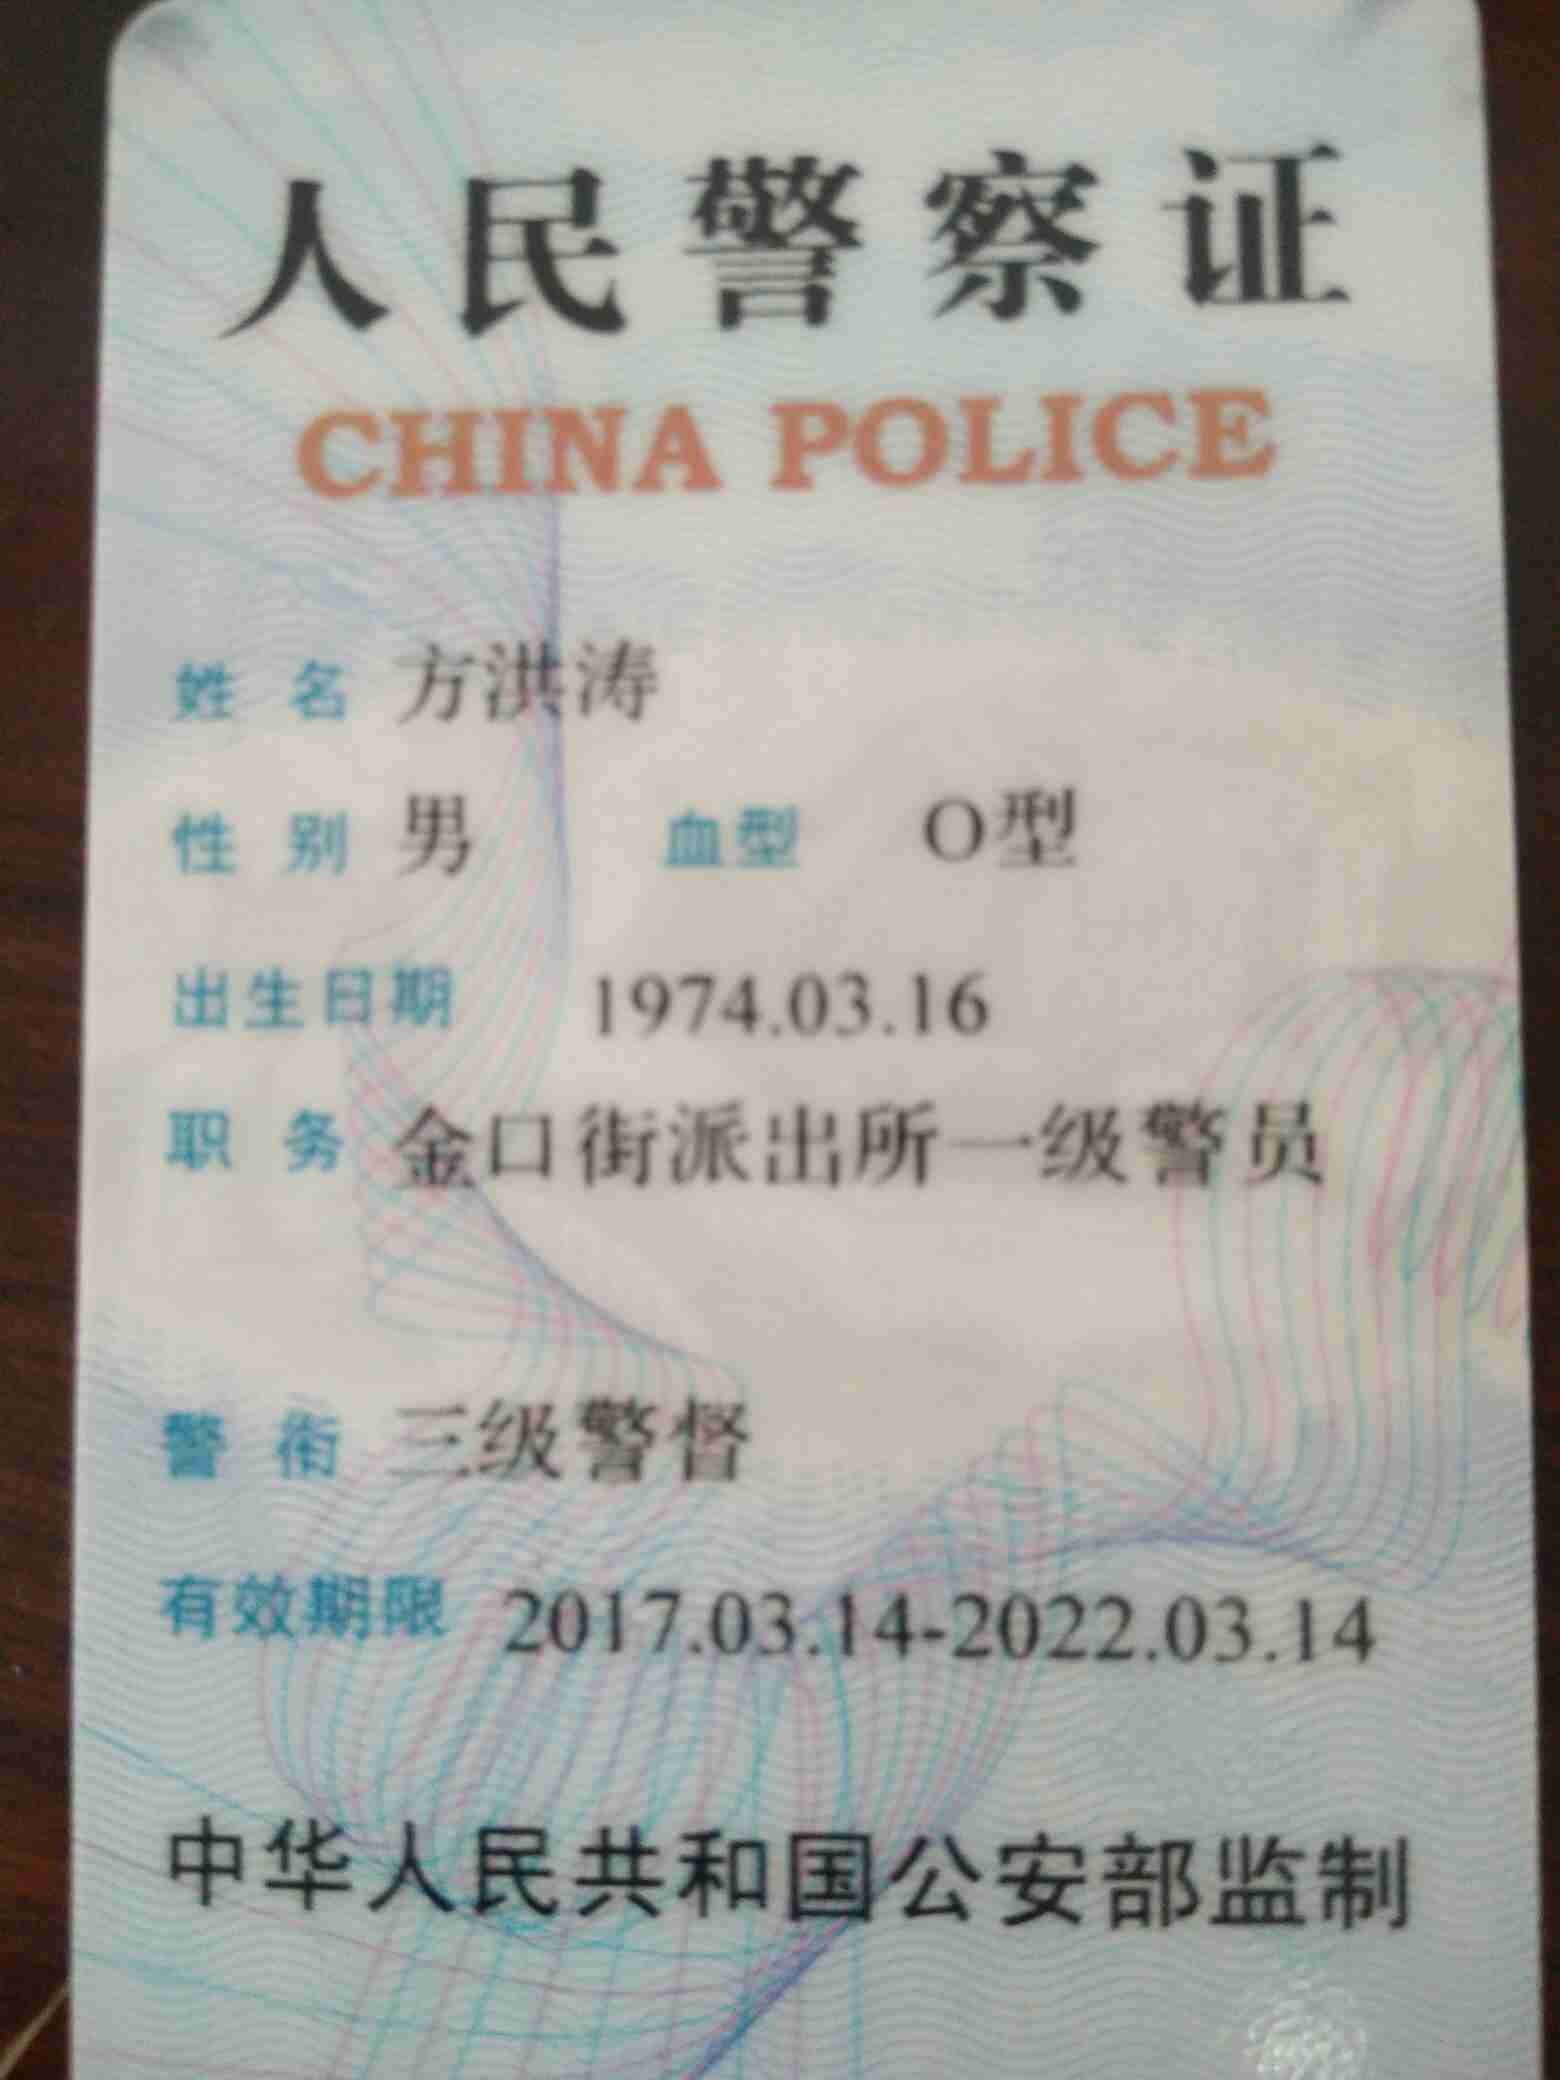 人民警察证
CHINA POLICE
姓名 方洪涛
性别 男 血型 O型
出生日期 1974.03.16
职务 金口街派出所一级警员
警衔 三级警督
有效期限 2017.03.14-2022.03.14
中华人民共和国公安部监制